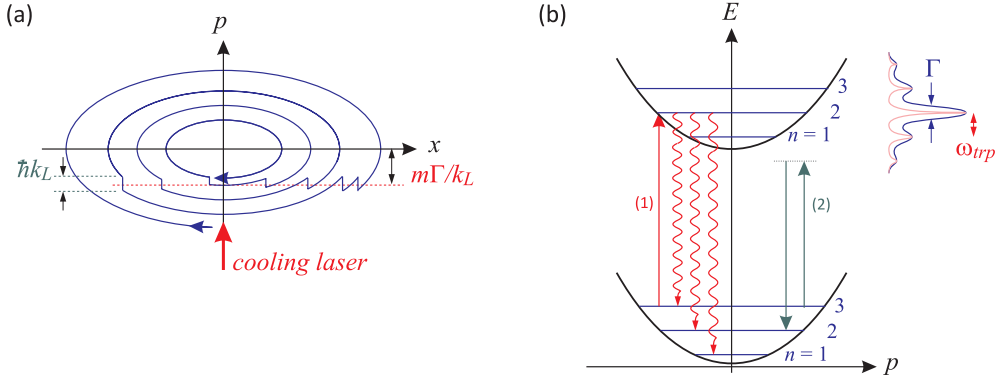 (a)
p
x
ħk_L
mΓ/k_L
cooling laser
(b)
E
3
2
n = 1
Γ
ω_trp
(1)
(2)
3
2
n = 1
p